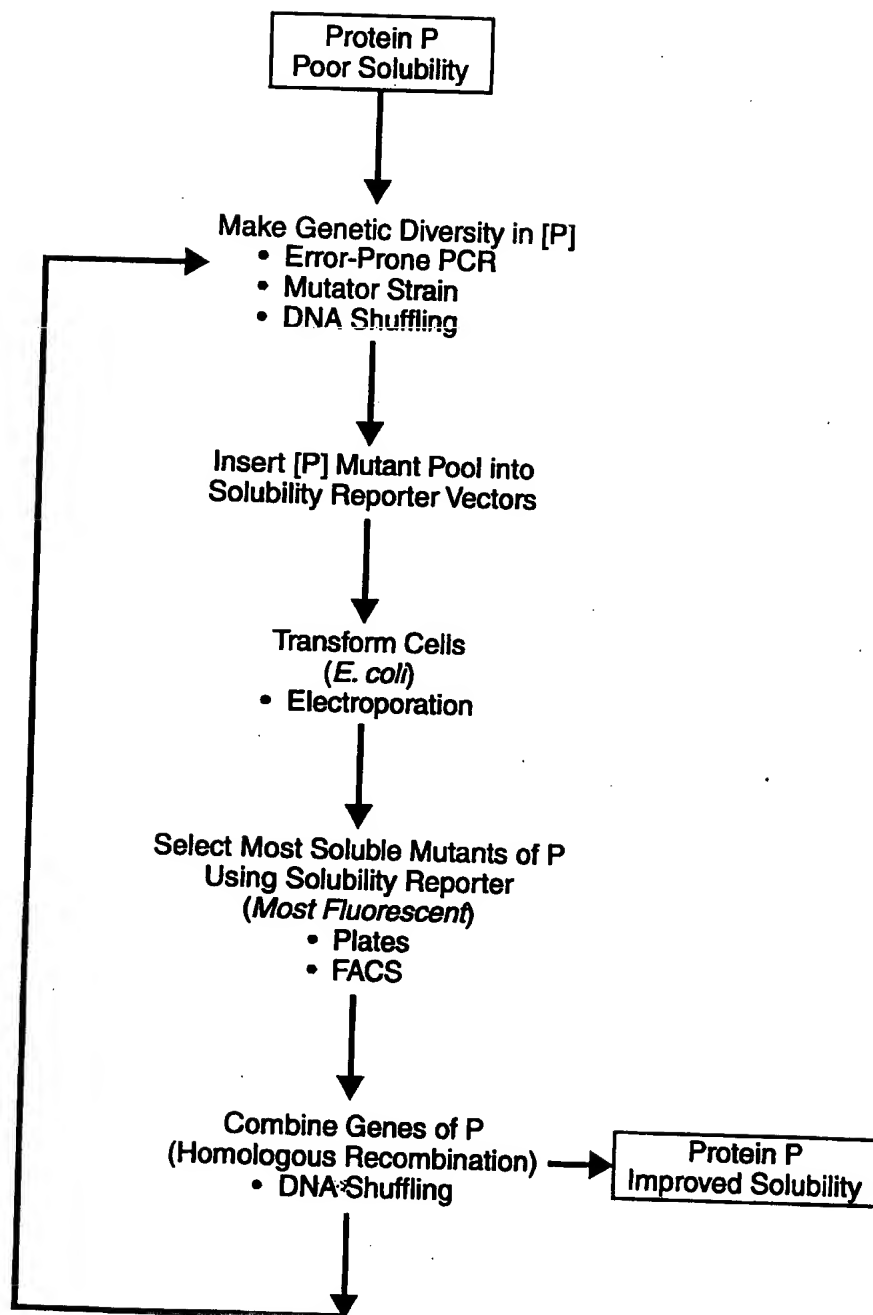 Protein P
Poor Solubility
Make Genetic Diversity in [P]
• Error-Prone PCR
• Mutator Strain
• DNA Shuffling
Insert [P] Mutant Pool into
Solubility Reporter Vectors
Transform Cells
(E. coli)
• Electroporation
Select Most Soluble Mutants of P
Using Solubility Reporter
(Most Fluorescent)
• Plates
• FACS
Combine Genes of P
(Homologous Recombination)
• DNA Shuffling
Protein P
Improved Solubility